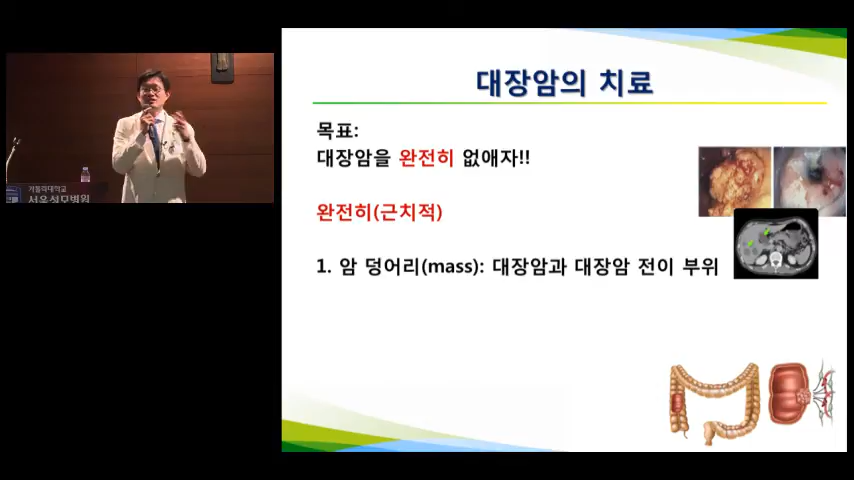 대장암의 치료
목표:
대장암을 완전히 없애자!!
완전히(근치적)
1. 암 덩어리(mass): 대장암과 대장암 전이 부위
가톨릭대학교
서울성모병원